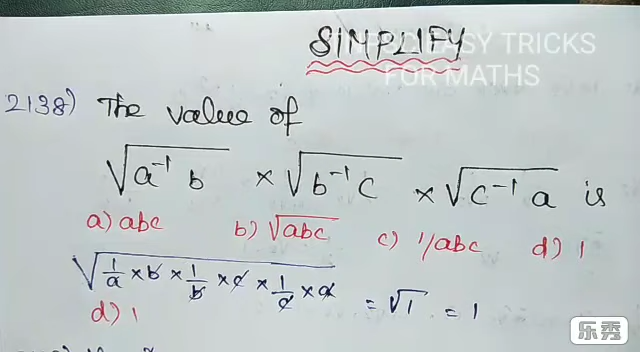 SIMPLIFY
EASY TRICKS
FOR MATHS
2138) The value of
√a⁻¹ b × √b⁻¹ c × √c⁻¹ a is
a) abc b) √abc c) 1/abc d) 1
√1/a × b × 1/b × c × 1/c × a = √1 = 1
d) 1
乐秀